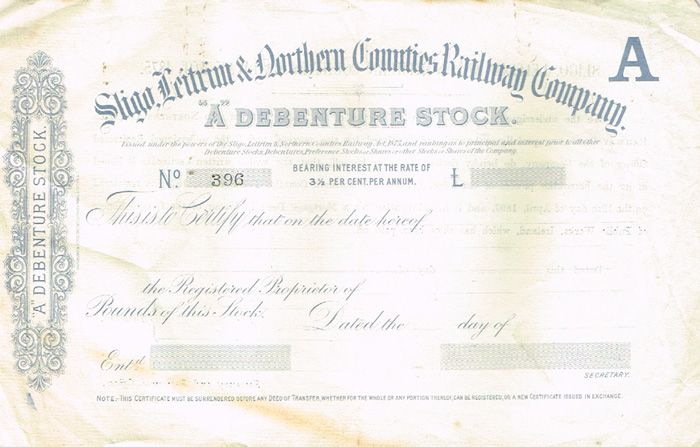 Sligo, Leitrim & Northern Counties Railway Company.
A
"A" DEBENTURE STOCK.
Issued under the powers of the Sligo, Leitrim & Northern Counties Railway Act, 1875, and ranking as to principal and interest prior to all other
Debenture Stocks, Debentures, Preference Stocks or Shares or other Stocks or Shares of the Company.
No. 396
BEARING INTEREST AT THE RATE OF
3½ PER CENT. PER ANNUM.
£
This is to Certify that on the date hereof
the Registered Proprietor of
Pounds of this Stock. Dated the day of
Entd.
SECRETARY.
NOTE:- THIS CERTIFICATE MUST BE SURRENDERED BEFORE ANY DEED OF TRANSFER, WHETHER FOR THE WHOLE OR ANY PORTION THEREOF, CAN BE REGISTERED, OR A NEW CERTIFICATE ISSUED IN EXCHANGE
"A" DEBENTURE STOCK.